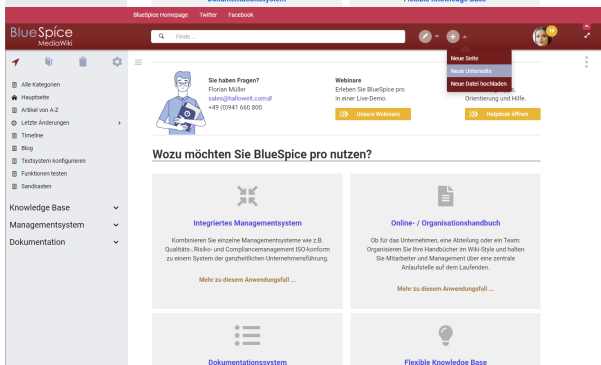 Dokumentationssystem
Flexible Knowledge Base
BlueSpice Homepage Twitter Facebook
BlueSpice
MediaWiki
Finde ...
Neue Seite
Neue Unterseite
Neue Datei hochladen
Alle Kategorien
Hauptseite
Artikel von A-Z
Letzte Änderungen
Timeline
Blog
Testsystem konfigurieren
Funktionen testen
Sandkasten
Knowledge Base
Managementsystem
Dokumentation
Sie haben Fragen?
Florian Müller
sales@hallowelt.com
+49 (0)941 660 800
Webinare
Erleben Sie BlueSpice pro
in einer Live-Demo.
Unsere Webinare
Orientierung und Hilfe.
Helpdesk öffnen
Wozu möchten Sie BlueSpice pro nutzen?
Integriertes Managementsystem
Kombinieren Sie einzelne Managementsysteme wie z.B.
Qualitäts-, Risiko- und Compliancemanagement ISO-konform
zu einem System der ganzheitlichen Unternehmensführung.
Mehr zu diesem Anwendungsfall ...
Online- / Organisationshandbuch
Ob für das Unternehmen, eine Abteilung oder ein Team:
Organisieren Sie Ihre Handbücher im Wiki-Style und halten
Sie Mitarbeiter und Management über eine zentrale
Anlaufstelle auf dem Laufenden.
Mehr zu diesem Anwendungsfall ...
Dokumentationssystem
Flexible Knowledge Base